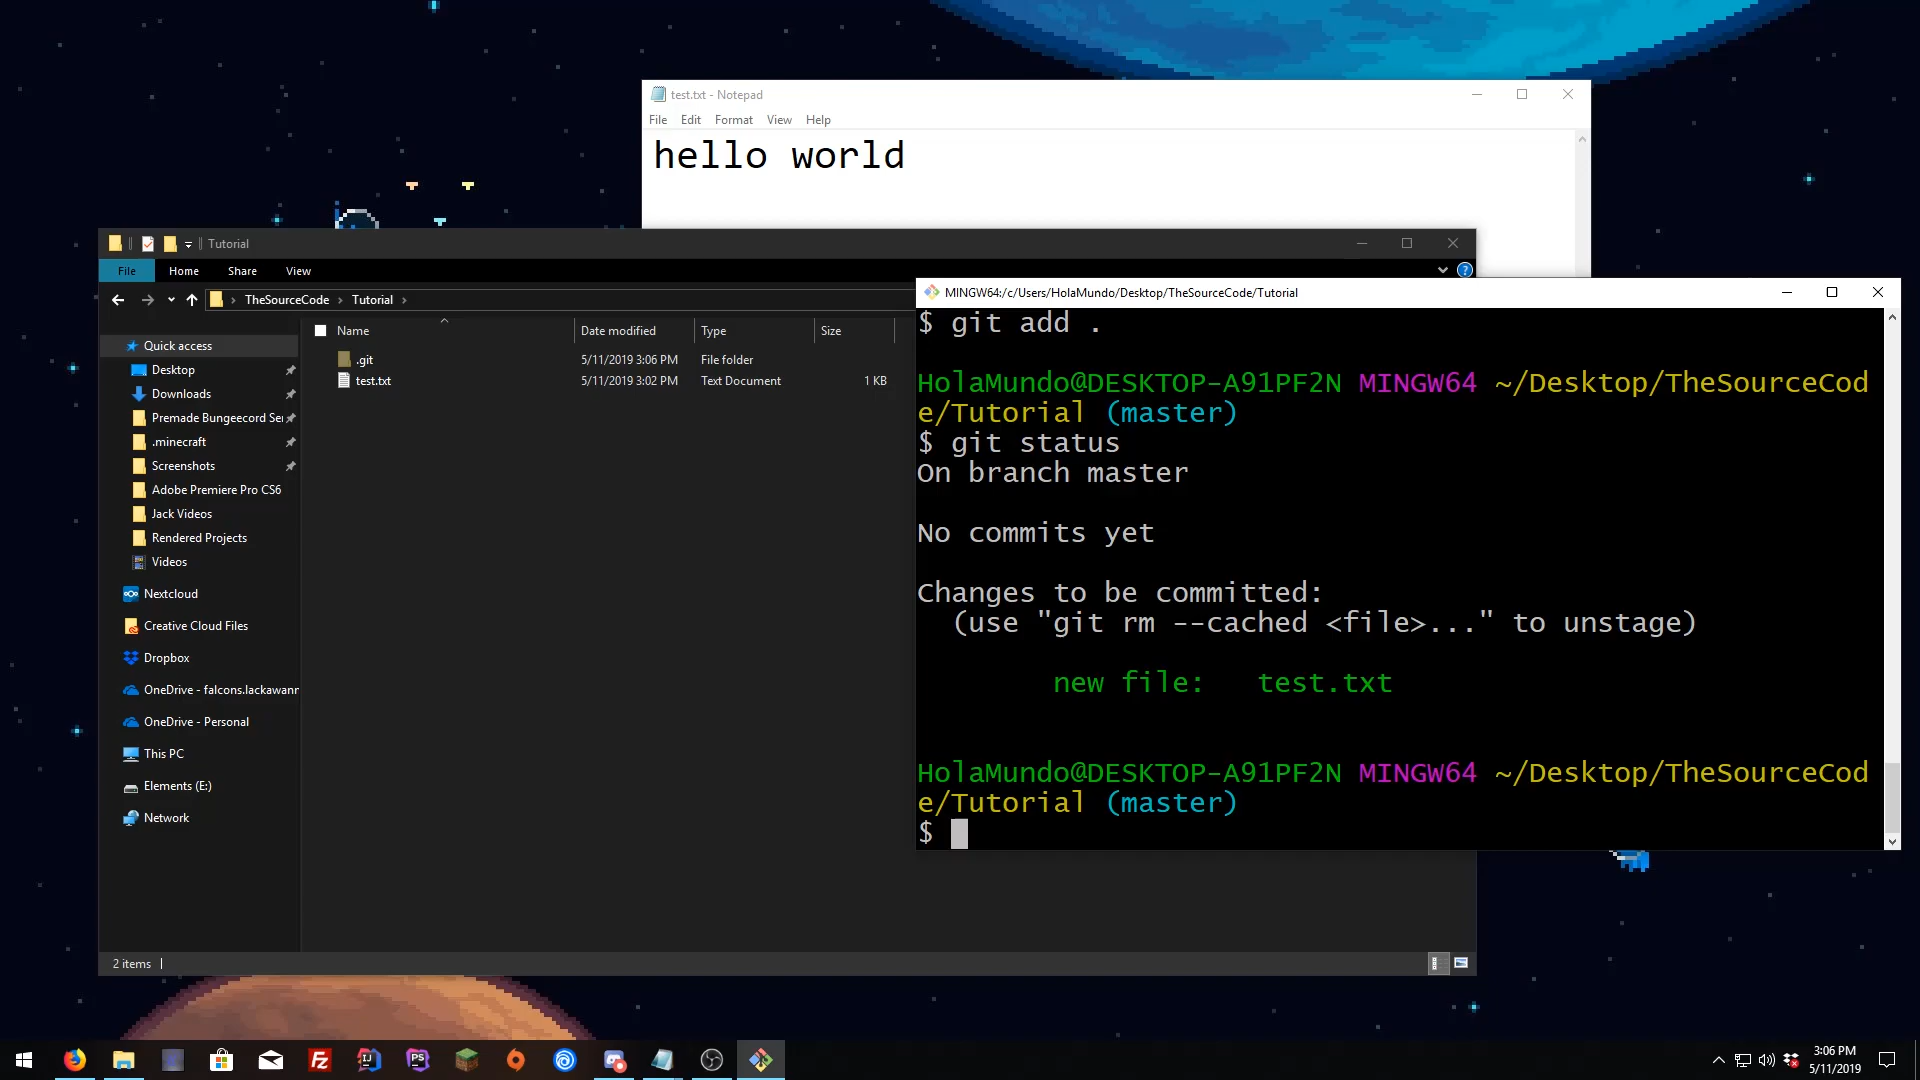 test.txt - Notepad
File Edit Format View Help
hello world
Tutorial
File Home Share View
TheSourceCode Tutorial
Name Date modified Type Size
.git 5/11/2019 3:06 PM File folder
test.txt 5/11/2019 3:02 PM Text Document 1 KB
Quick access
Desktop
Downloads
Premade Bungeecord Ser
.minecraft
Screenshots
Adobe Premiere Pro CS6
Jack Videos
Rendered Projects
Videos
Nextcloud
Creative Cloud Files
Dropbox
OneDrive - falcons.lackawann
OneDrive - Personal
This PC
Elements (E:)
Network
2 items
MINGW64:/c/Users/HolaMundo/Desktop/TheSourceCode/Tutorial
$ git add .
HolaMundo@DESKTOP-A91PF2N MINGW64 ~/Desktop/TheSourceCod
e/Tutorial (master)
$ git status
On branch master
No commits yet
Changes to be committed:
(use "git rm --cached <file>..." to unstage)
new file: test.txt
HolaMundo@DESKTOP-A91PF2N MINGW64 ~/Desktop/TheSourceCod
e/Tutorial (master)
$
3:06 PM
5/11/2019